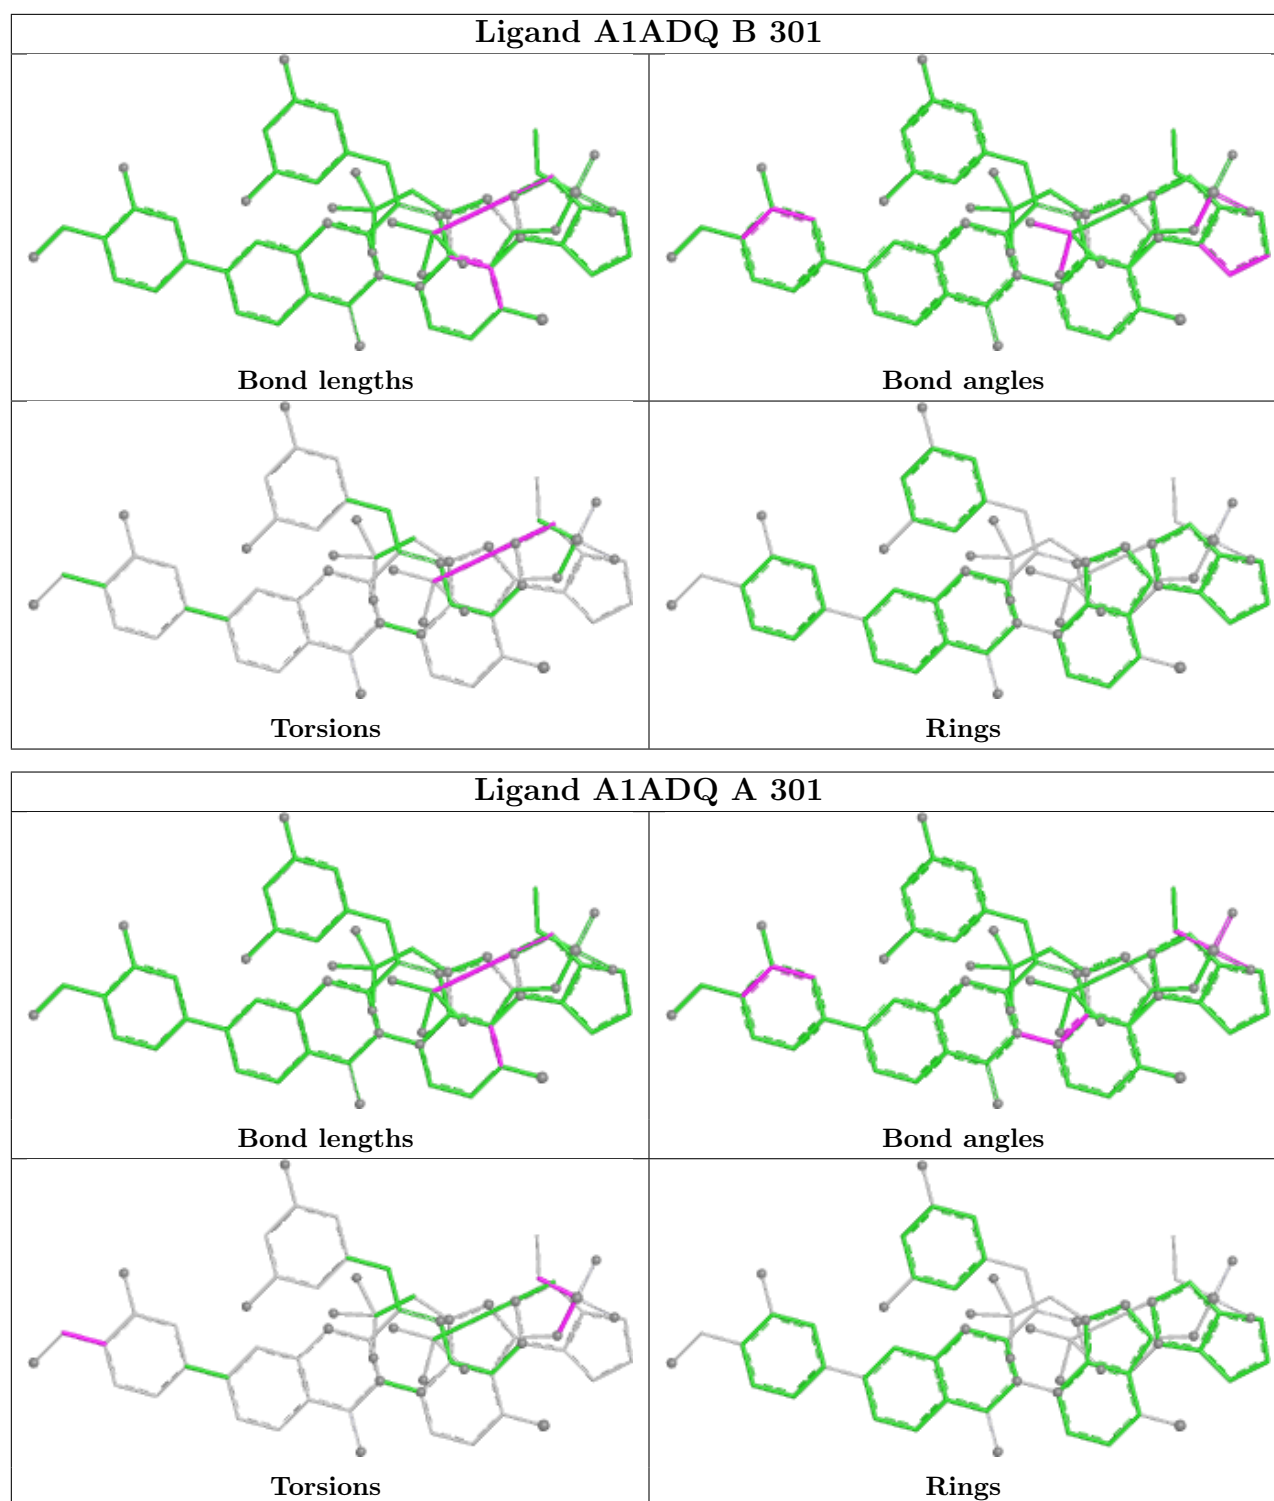 Ligand A1ADQ B 301
Bond lengths
Bond angles
Torsions
Rings
Ligand A1ADQ A 301
Bond lengths
Bond angles
Torsions
Rings